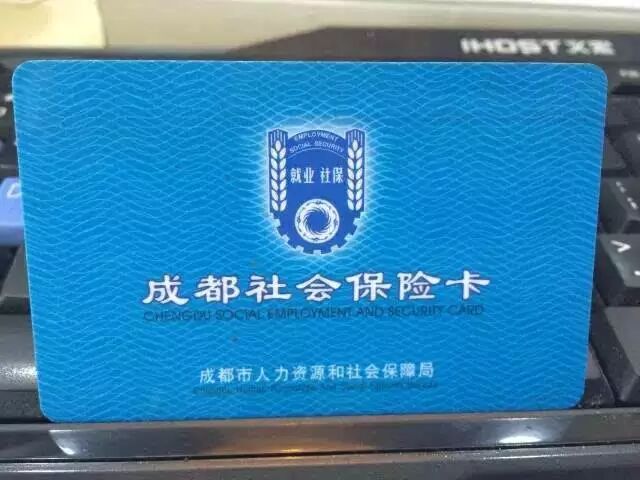 IHOST
EMPLOYMENT
SOCIAL SECURITY
就业 社保
成都社会保险卡
CHENGDU SOCIAL EMPLOYMENT AND SECURITY CARD
成都市人力资源和社会保障局